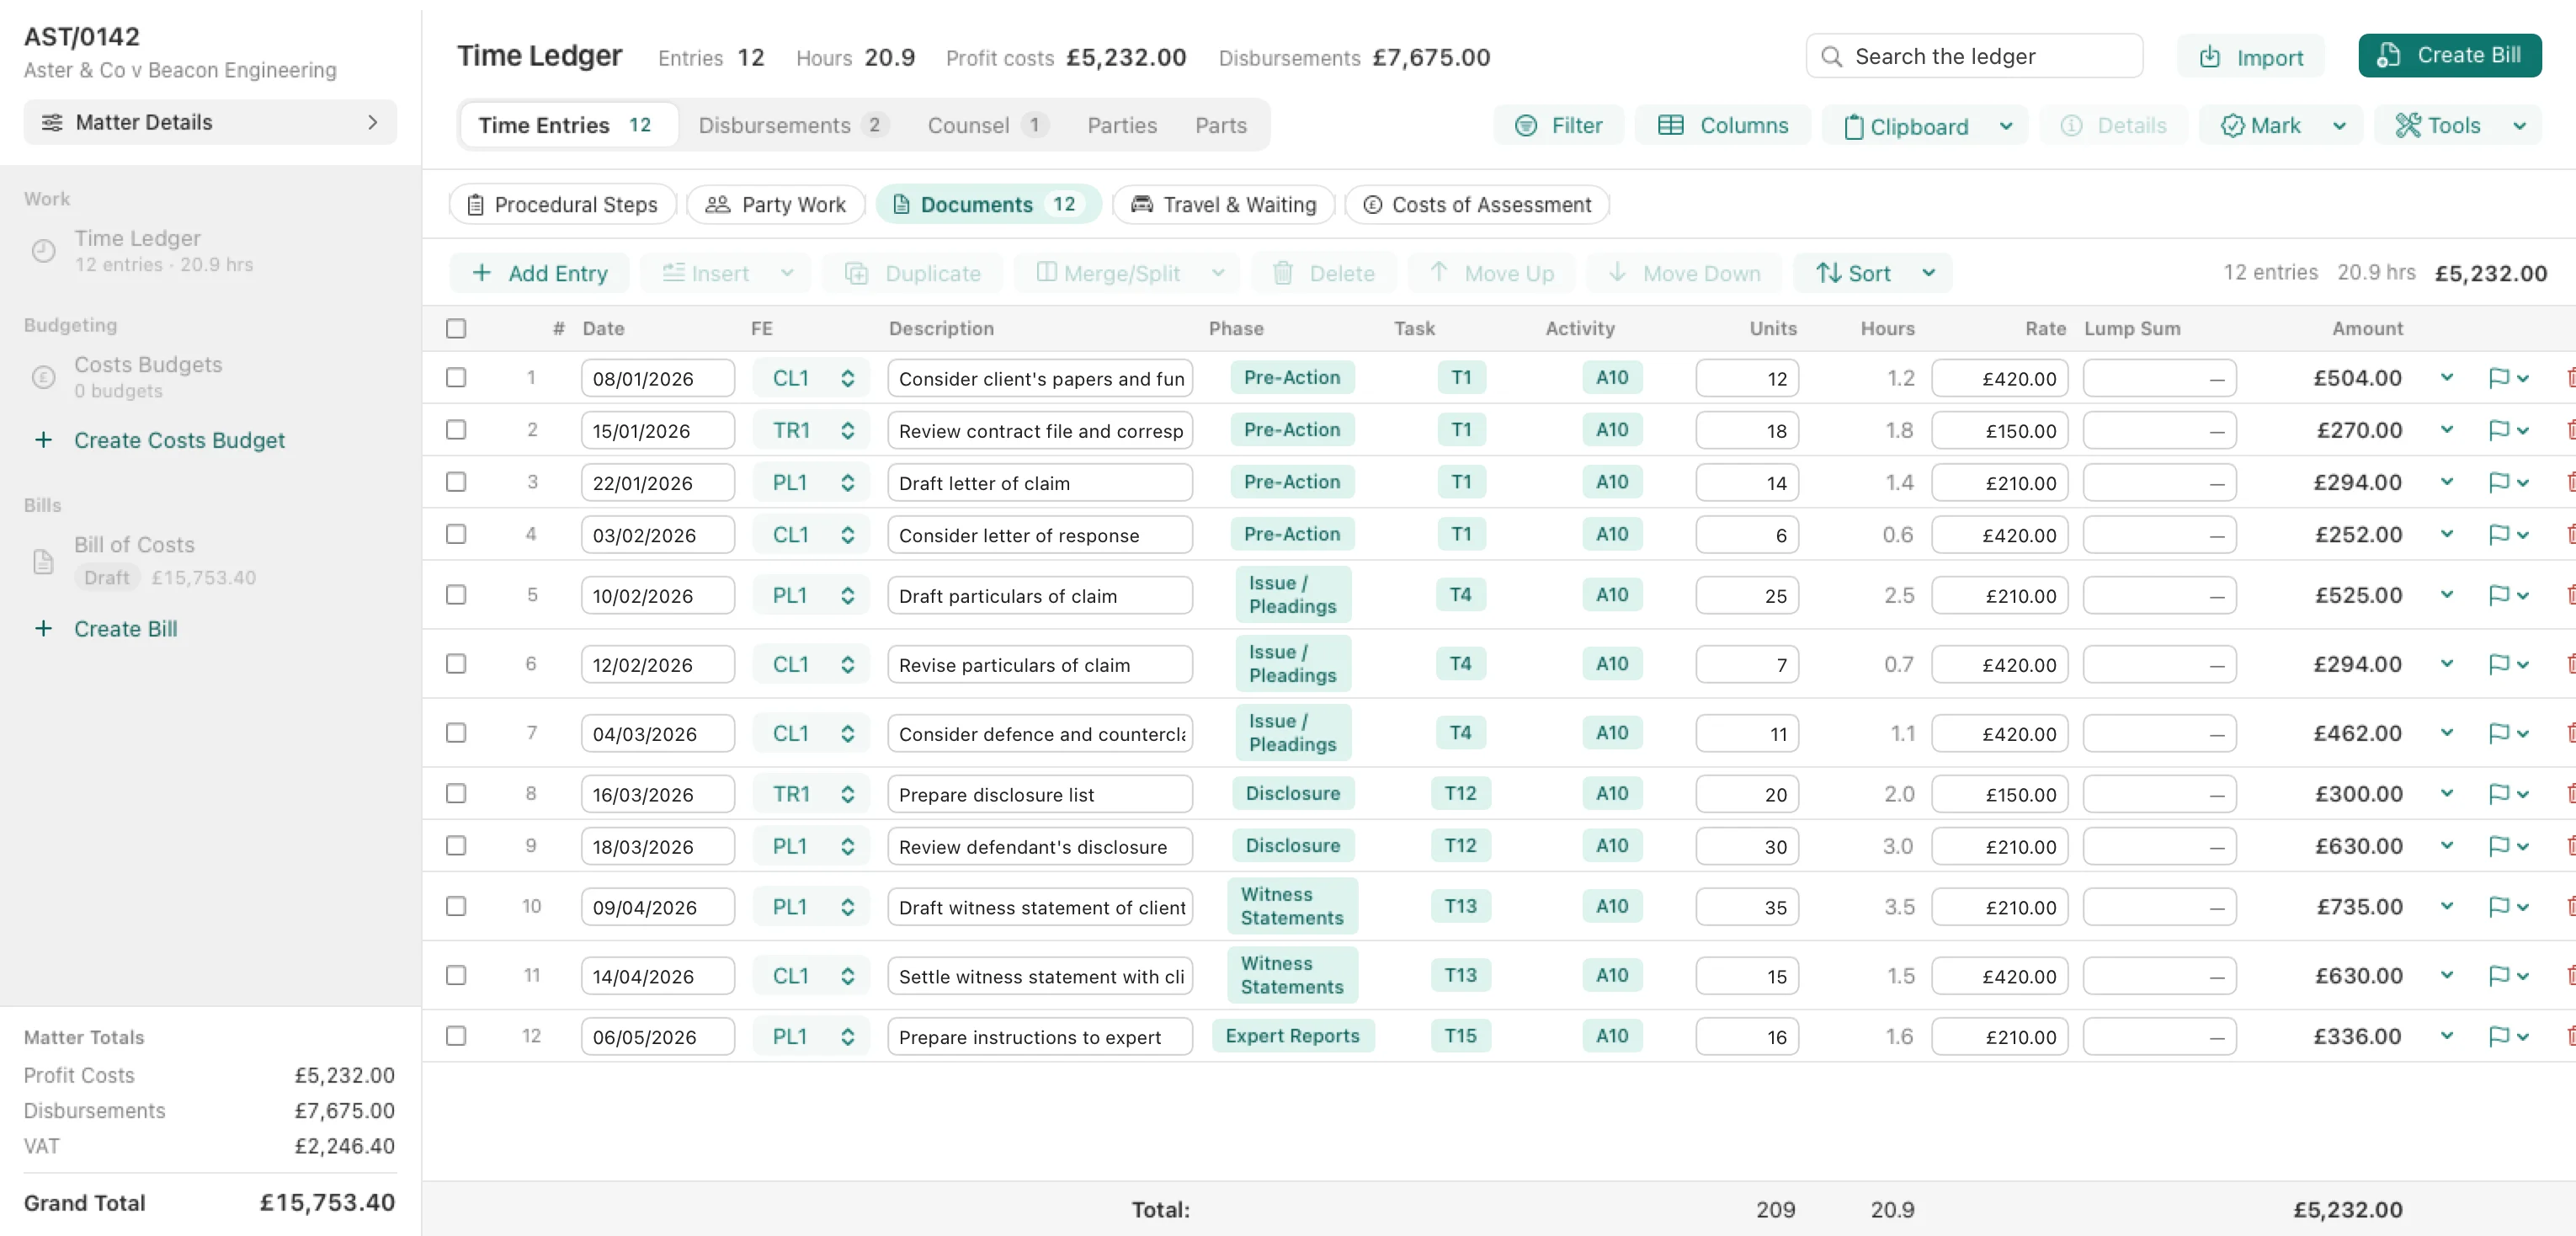 AST/0142
Aster & Co v Beacon Engineering
Matter Details
Work
Time Ledger
12 entries · 20.9 hrs
Budgeting
Costs Budgets
0 budgets
+ Create Costs Budget
Bills
Bill of Costs
Draft £15,753.40
+ Create Bill
Matter Totals
Profit Costs £5,232.00
Disbursements £7,675.00
VAT £2,246.40
Grand Total £15,753.40
Time Ledger Entries 12 Hours 20.9 Profit costs £5,232.00 Disbursements £7,675.00 Search the ledger Import Create Bill
Time Entries 12 Disbursements 2 Counsel 1 Parties Parts Filter Columns Clipboard Details Mark Tools
Procedural Steps Party Work Documents 12 Travel & Waiting Costs of Assessment
+ Add Entry Insert Duplicate Merge/Split Delete Move Up Move Down Sort 12 entries 20.9 hrs £5,232.00
# Date FE Description Phase Task Activity Units Hours Rate Lump Sum Amount
1 08/01/2026 CL1 Consider client's papers and fun Pre-Action T1 A10 12 1.2 £420.00 — £504.00
2 15/01/2026 TR1 Review contract file and corresp Pre-Action T1 A10 18 1.8 £150.00 — £270.00
3 22/01/2026 PL1 Draft letter of claim Pre-Action T1 A10 14 1.4 £210.00 — £294.00
4 03/02/2026 CL1 Consider letter of response Pre-Action T1 A10 6 0.6 £420.00 — £252.00
5 10/02/2026 PL1 Draft particulars of claim Issue / Pleadings T4 A10 25 2.5 £210.00 — £525.00
6 12/02/2026 CL1 Revise particulars of claim Issue / Pleadings T4 A10 7 0.7 £420.00 — £294.00
7 04/03/2026 CL1 Consider defence and countercla Issue / Pleadings T4 A10 11 1.1 £420.00 — £462.00
8 16/03/2026 TR1 Prepare disclosure list Disclosure T12 A10 20 2.0 £150.00 — £300.00
9 18/03/2026 PL1 Review defendant's disclosure Disclosure T12 A10 30 3.0 £210.00 — £630.00
10 09/04/2026 PL1 Draft witness statement of client Witness Statements T13 A10 35 3.5 £210.00 — £735.00
11 14/04/2026 CL1 Settle witness statement with cli Witness Statements T13 A10 15 1.5 £420.00 — £630.00
12 06/05/2026 PL1 Prepare instructions to expert Expert Reports T15 A10 16 1.6 £210.00 — £336.00
Total: 209 20.9 £5,232.00